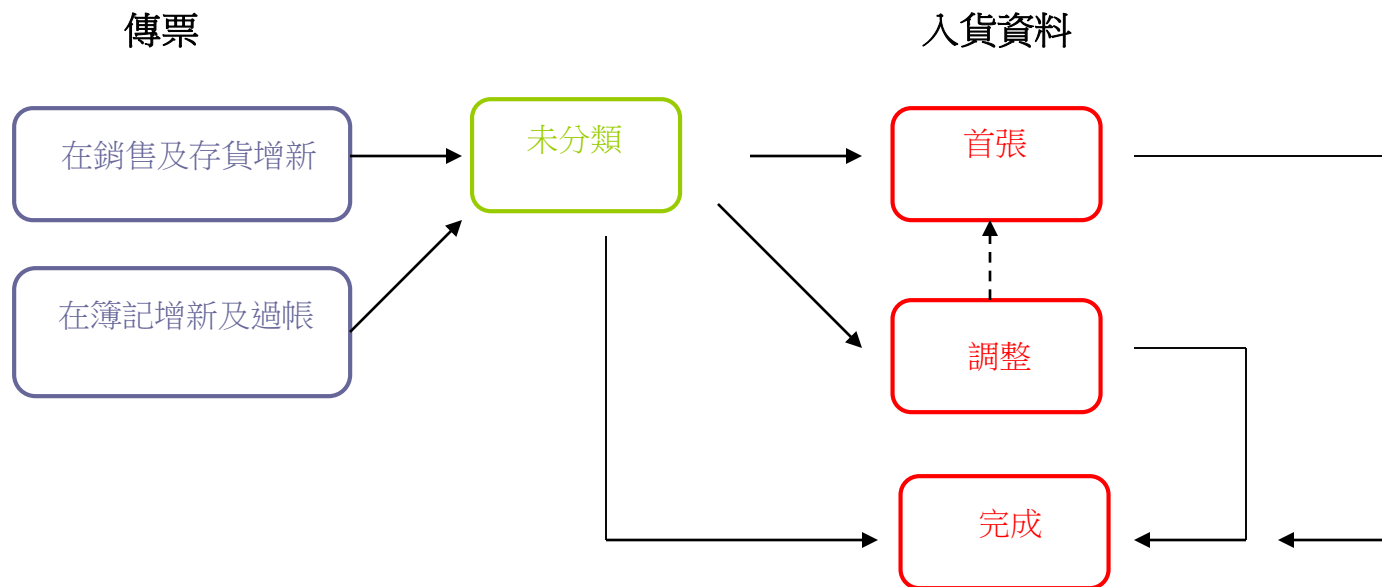 傳票
入貨資料
在銷售及存貨增新
未分類
首張
在簿記增新及過帳
調整
完成